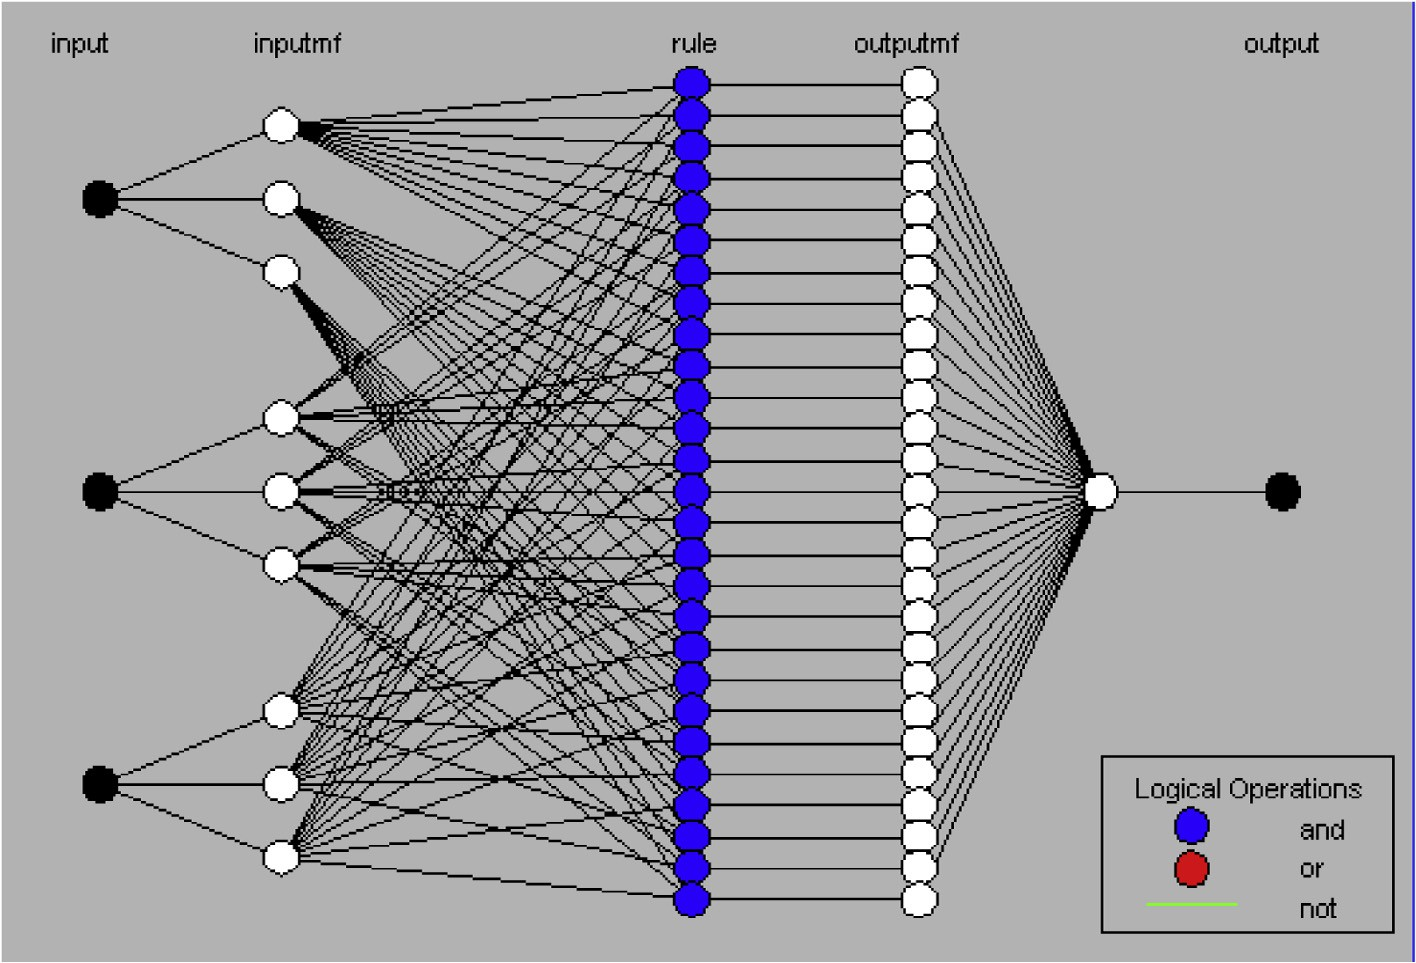 input inputmf rule outputmf output
Logical Operations
and
or
not